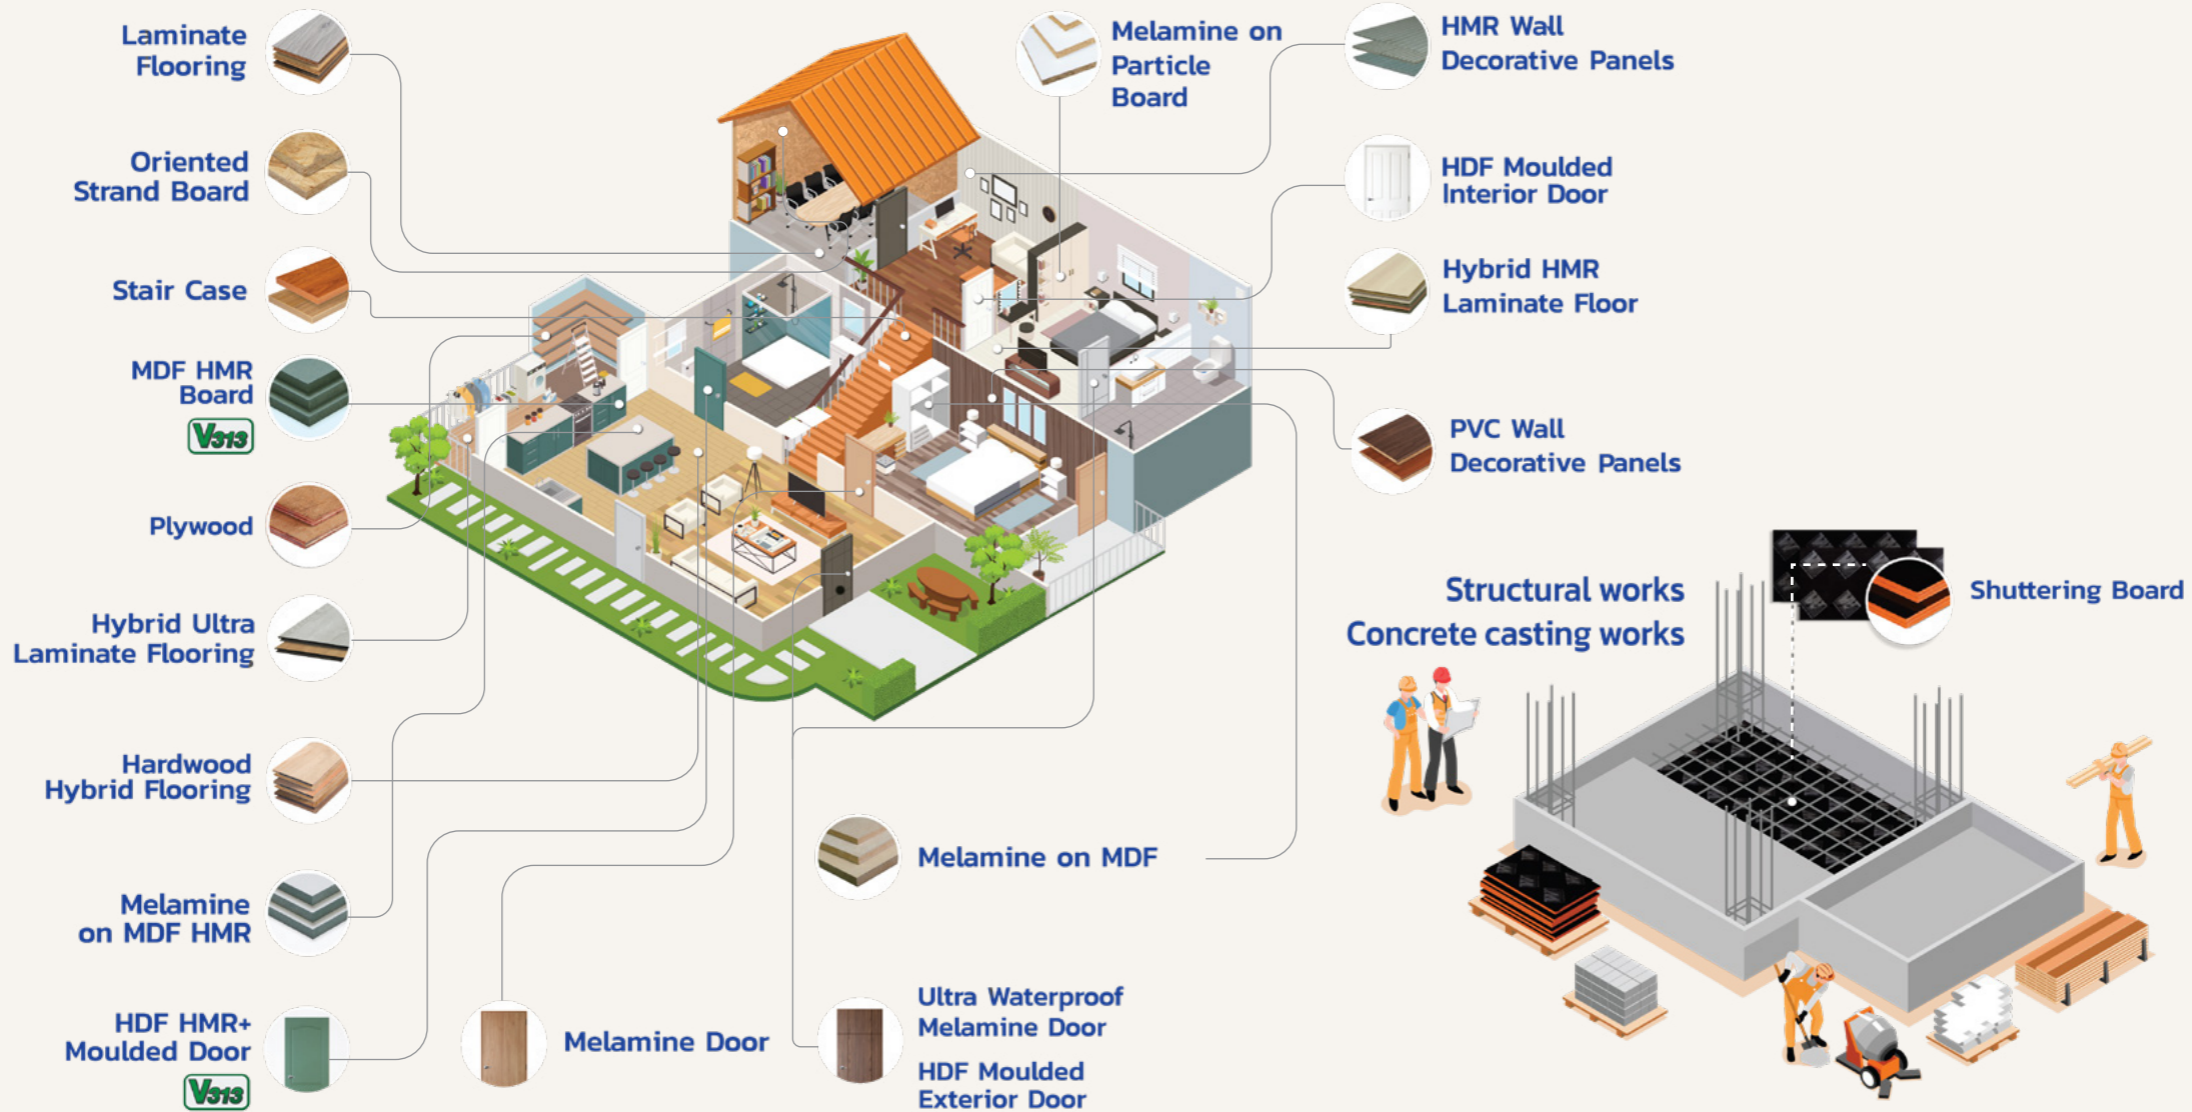 Laminate
Flooring
Oriented
Strand Board
Stair Case
MDF HMR
Board
V313
Plywood
Hybrid Ultra
Laminate Flooring
Hardwood
Hybrid Flooring
Melamine
on MDF HMR
HDF HMR+
Moulded Door
V313
Melamine Door
Melamine on
Particle
Board
HMR Wall
Decorative Panels
HDF Moulded
Interior Door
Hybrid HMR
Laminate Floor
PVC Wall
Decorative Panels
Melamine on MDF
Ultra Waterproof
Melamine Door
HDF Moulded
Exterior Door
Structural works
Concrete casting works
Shuttering Board